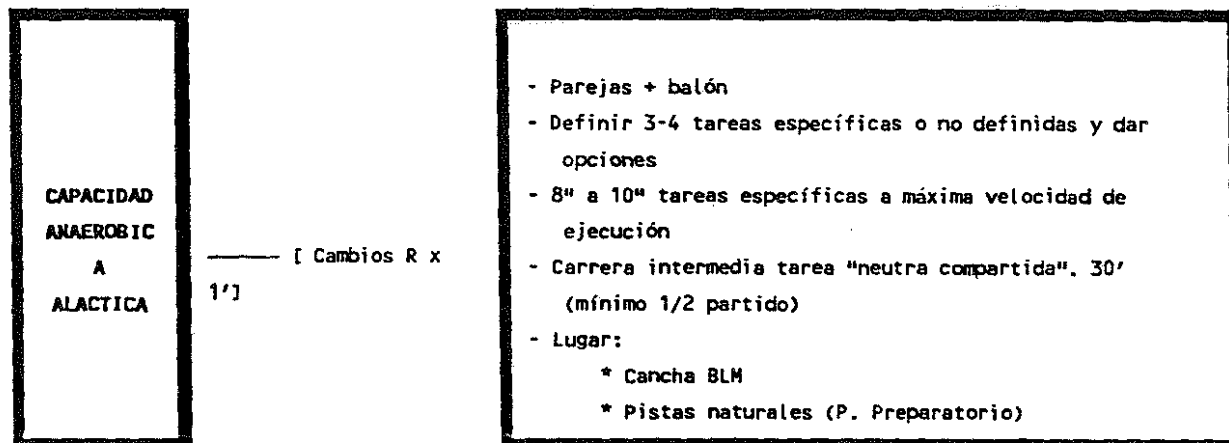 CAPACIDAD
ANAEROBIC
A
ALACTICA
——— [ Cambios R x
1']
- Parejas + balón
- Definir 3-4 tareas específicas o no definidas y dar
opciones
- 8" a 10" tareas específicas a máxima velocidad de
ejecución
- Carrera intermedia tarea "neutra compartida". 30'
(mínimo 1/2 partido)
- Lugar:
* Cancha BLM
* Pistas naturales (P. Preparatorio)